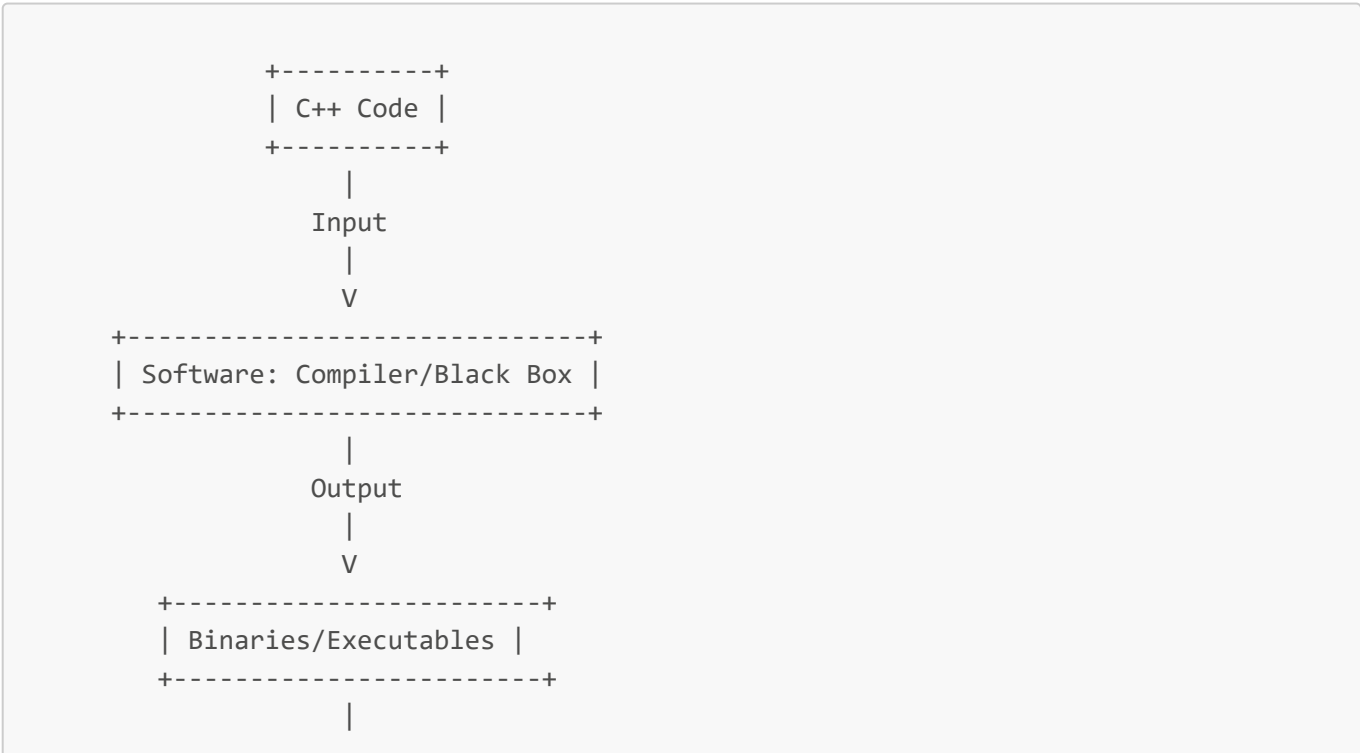 +----------+
| C++ Code |
+----------+
|
Input
|
V
+------------------------------+
| Software: Compiler/Black Box |
+------------------------------+
|
Output
|
V
+------------------------+
| Binaries/Executables |
+------------------------+
|